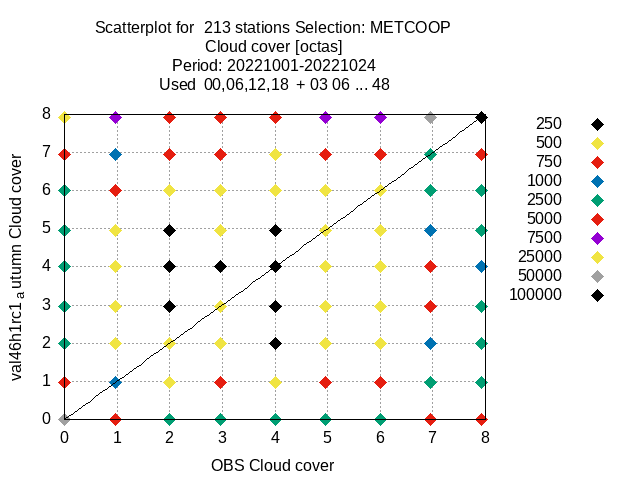 Scatterplot for  213 stations Selection: METCOOP
Cloud cover [octas]
Period: 20221001-20221024
Used  00,06,12,18  + 03 06 ... 48
8
7
6
5
4
3
2
1
0
val46h1rc1 a utumn Cloud cover
0 1 2 3 4 5 6 7 8
OBS Cloud cover
250
500
750
1000
2500
5000
7500
25000
50000
100000